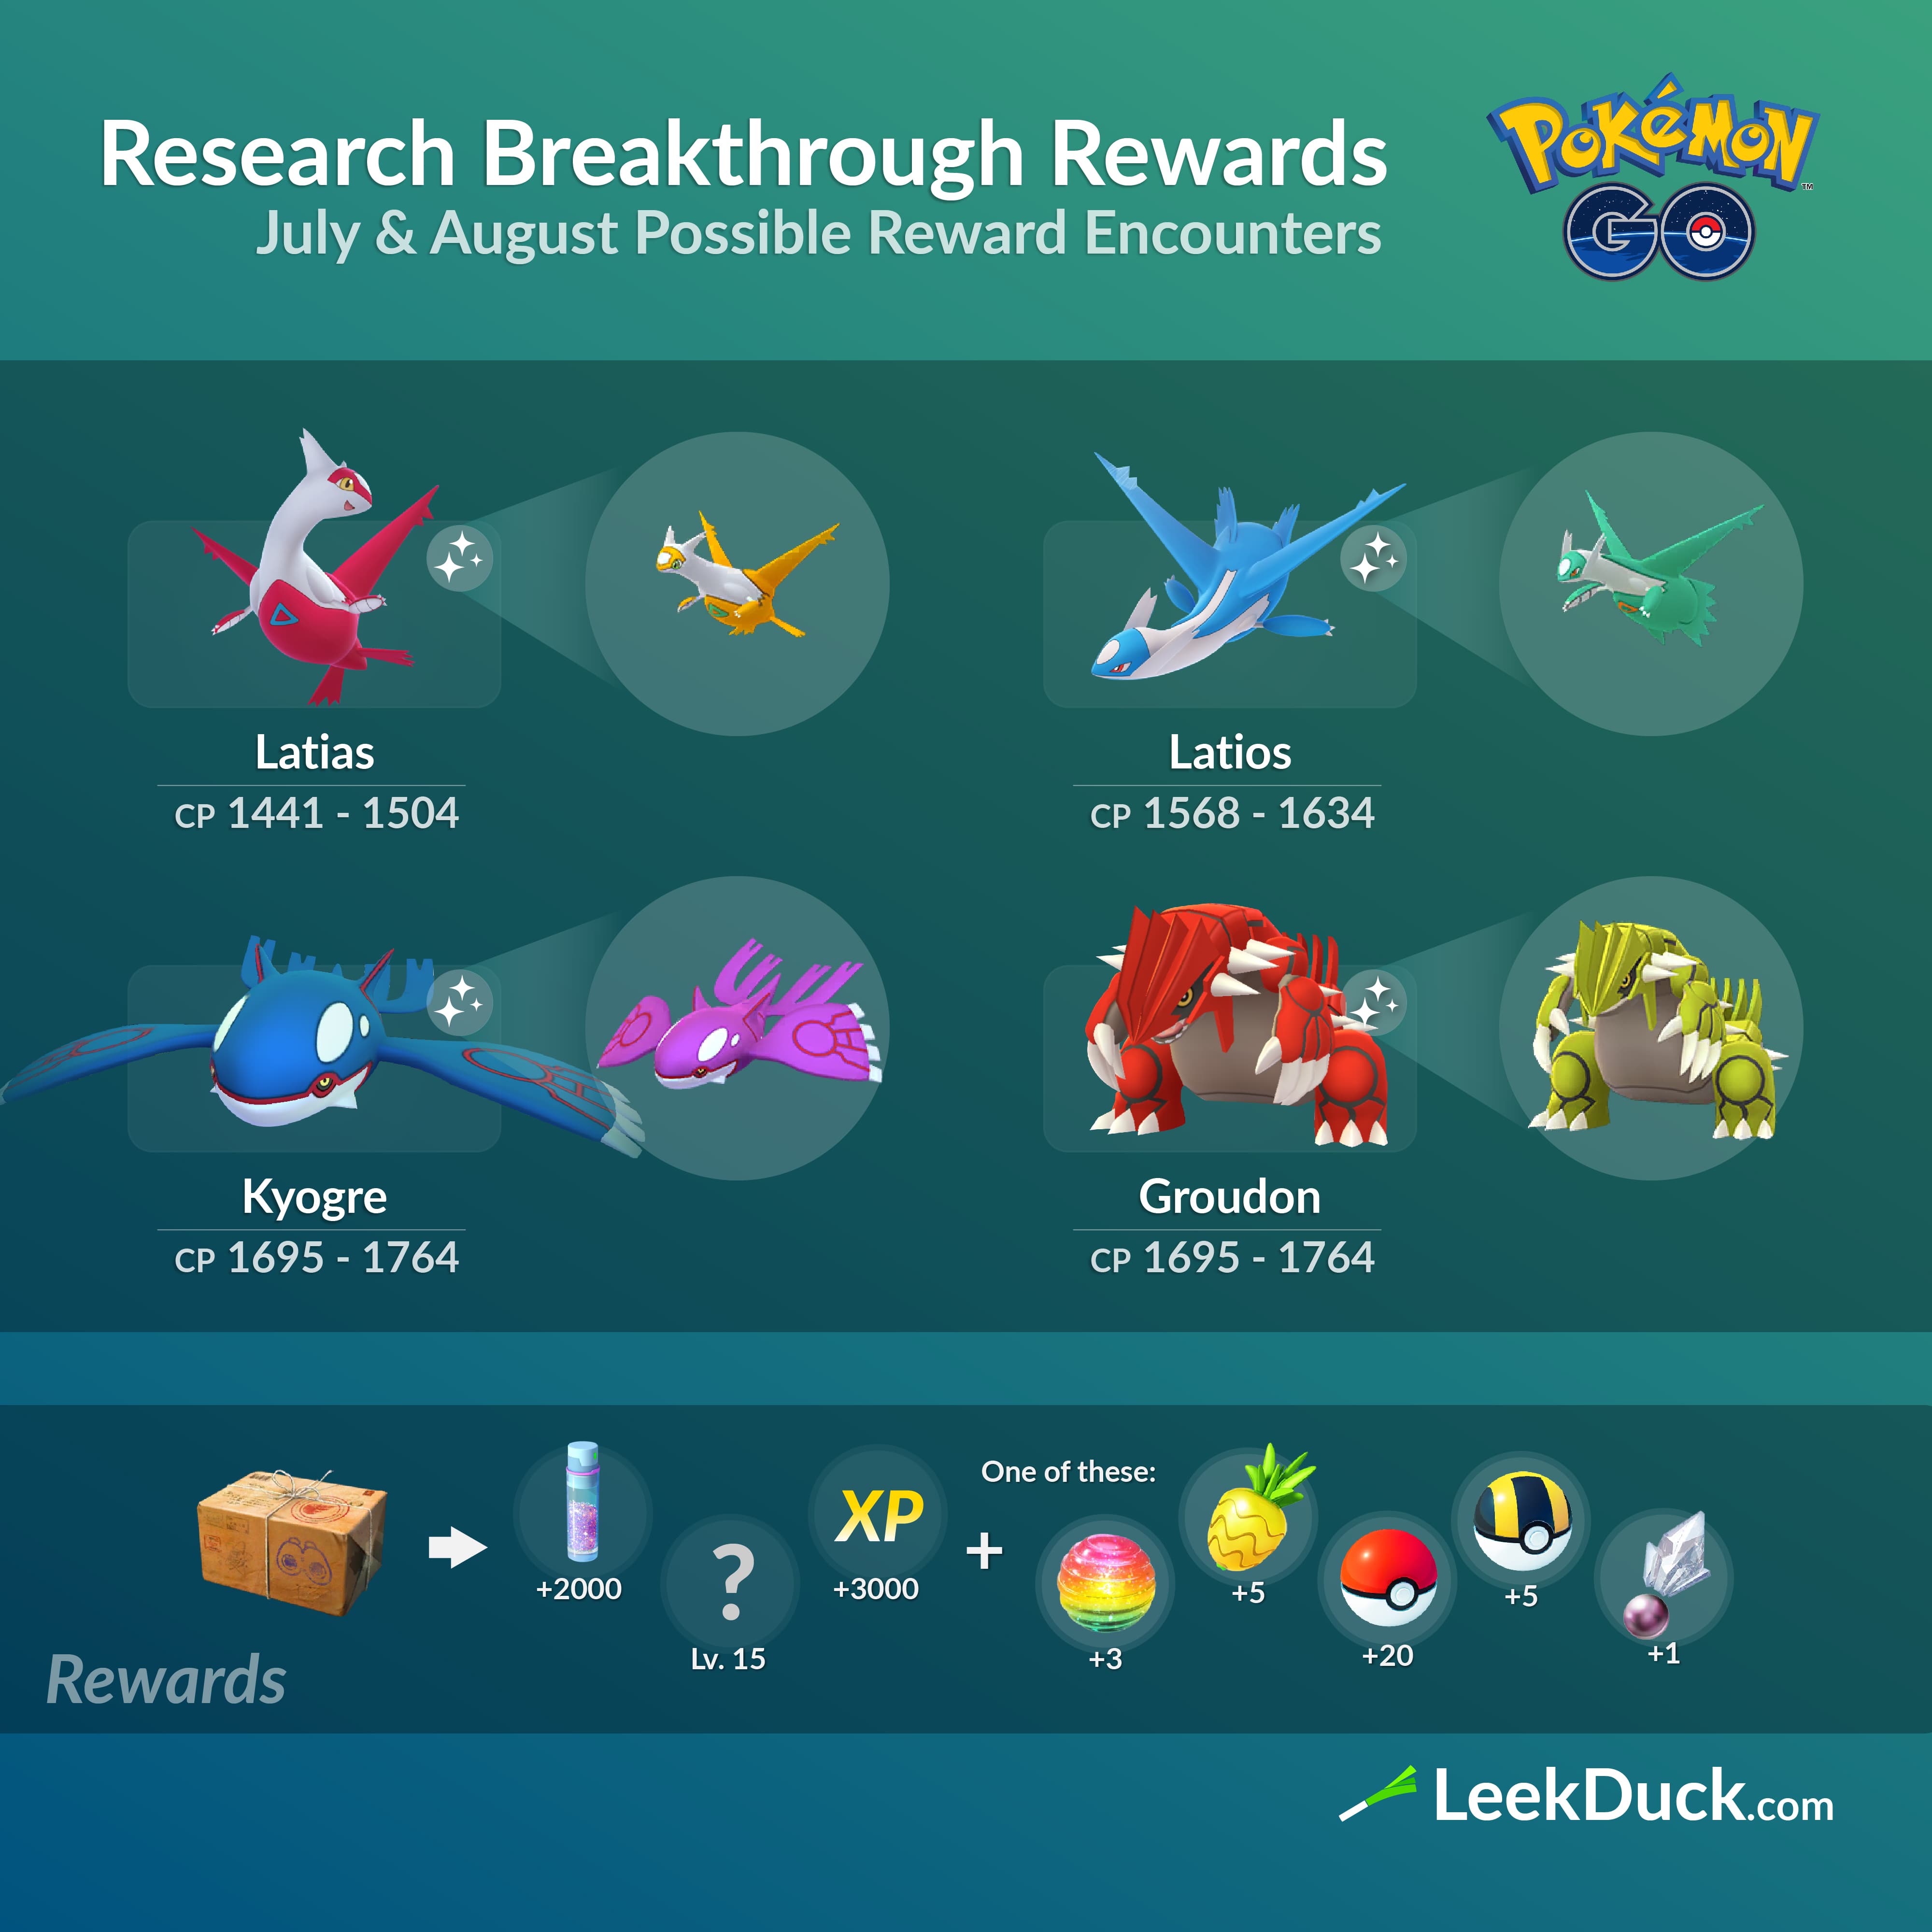 Research Breakthrough Rewards
July & August Possible Reward Encounters
POKéMON
TM
GO
Latias
CP 1441 - 1504
Latios
CP 1568 - 1634
Kyogre
CP 1695 - 1764
Groudon
CP 1695 - 1764
Rewards
+2000
?
Lv. 15
XP
+3000
+
One of these:
+3
+5
+20
+5
+1
LeekDuck.com